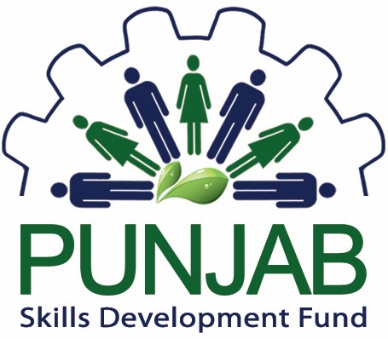 PUNJAB
Skills Development Fund